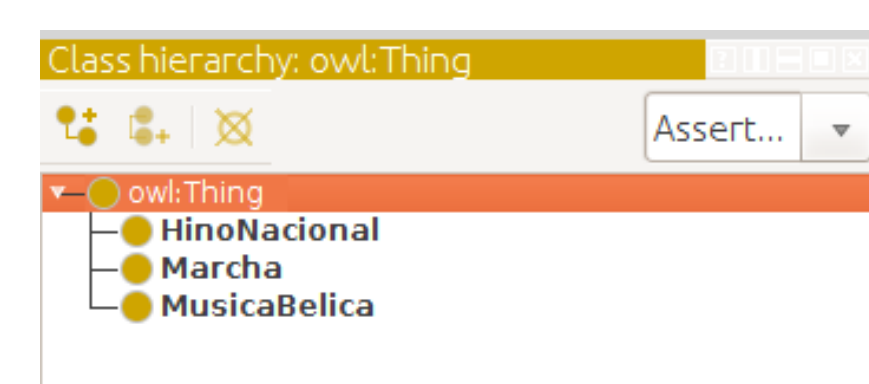 Class hierarchy: owl:Thing
Assert...
owl:Thing
HinoNacional
Marcha
MusicaBelica